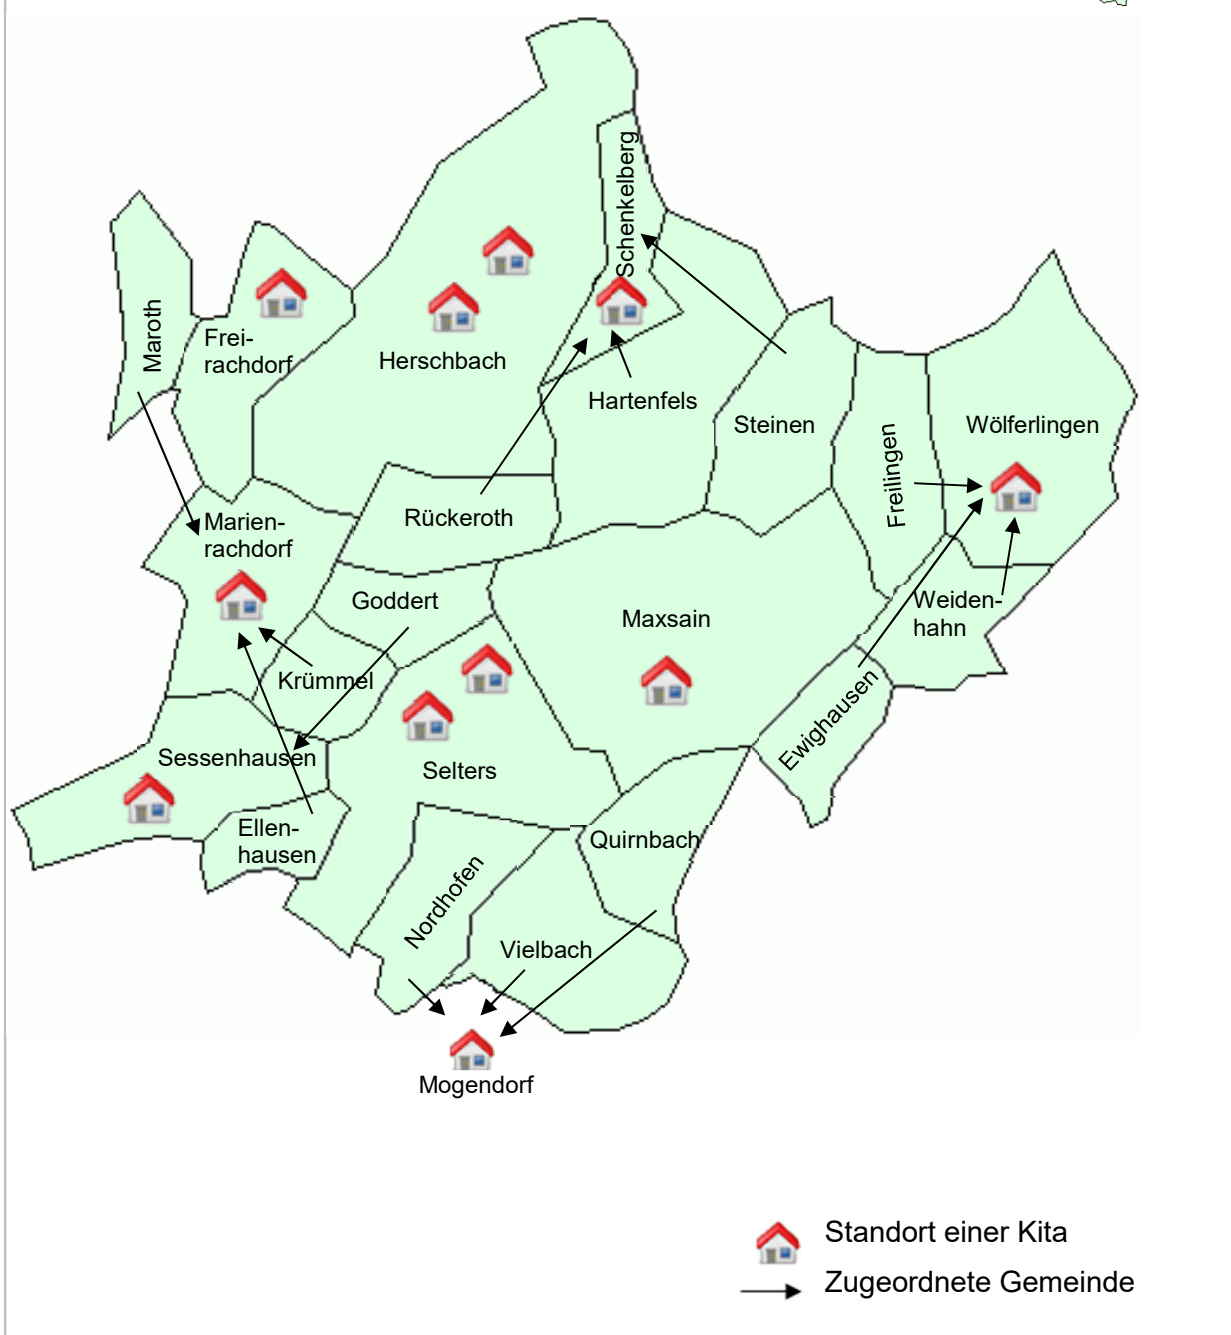 Schenkelberg
Maroth
Frei-
rachdorf
Herschbach
Hartenfels
Steinen
Freilingen
Wölferlingen
Rückeroth
Marien-
rachdorf
Goddert
Maxsain
Weiden-
hahn
Krümmel
Ewighausen
Sessenhausen
Selters
Ellen-
hausen
Quirnbach
Nordhofen
Vielbach
Mogendorf
Standort einer Kita
Zugeordnete Gemeinde